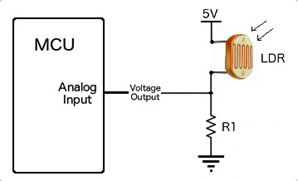 5V
MCU
LDR
Analog
Input
Voltage
Output
R1